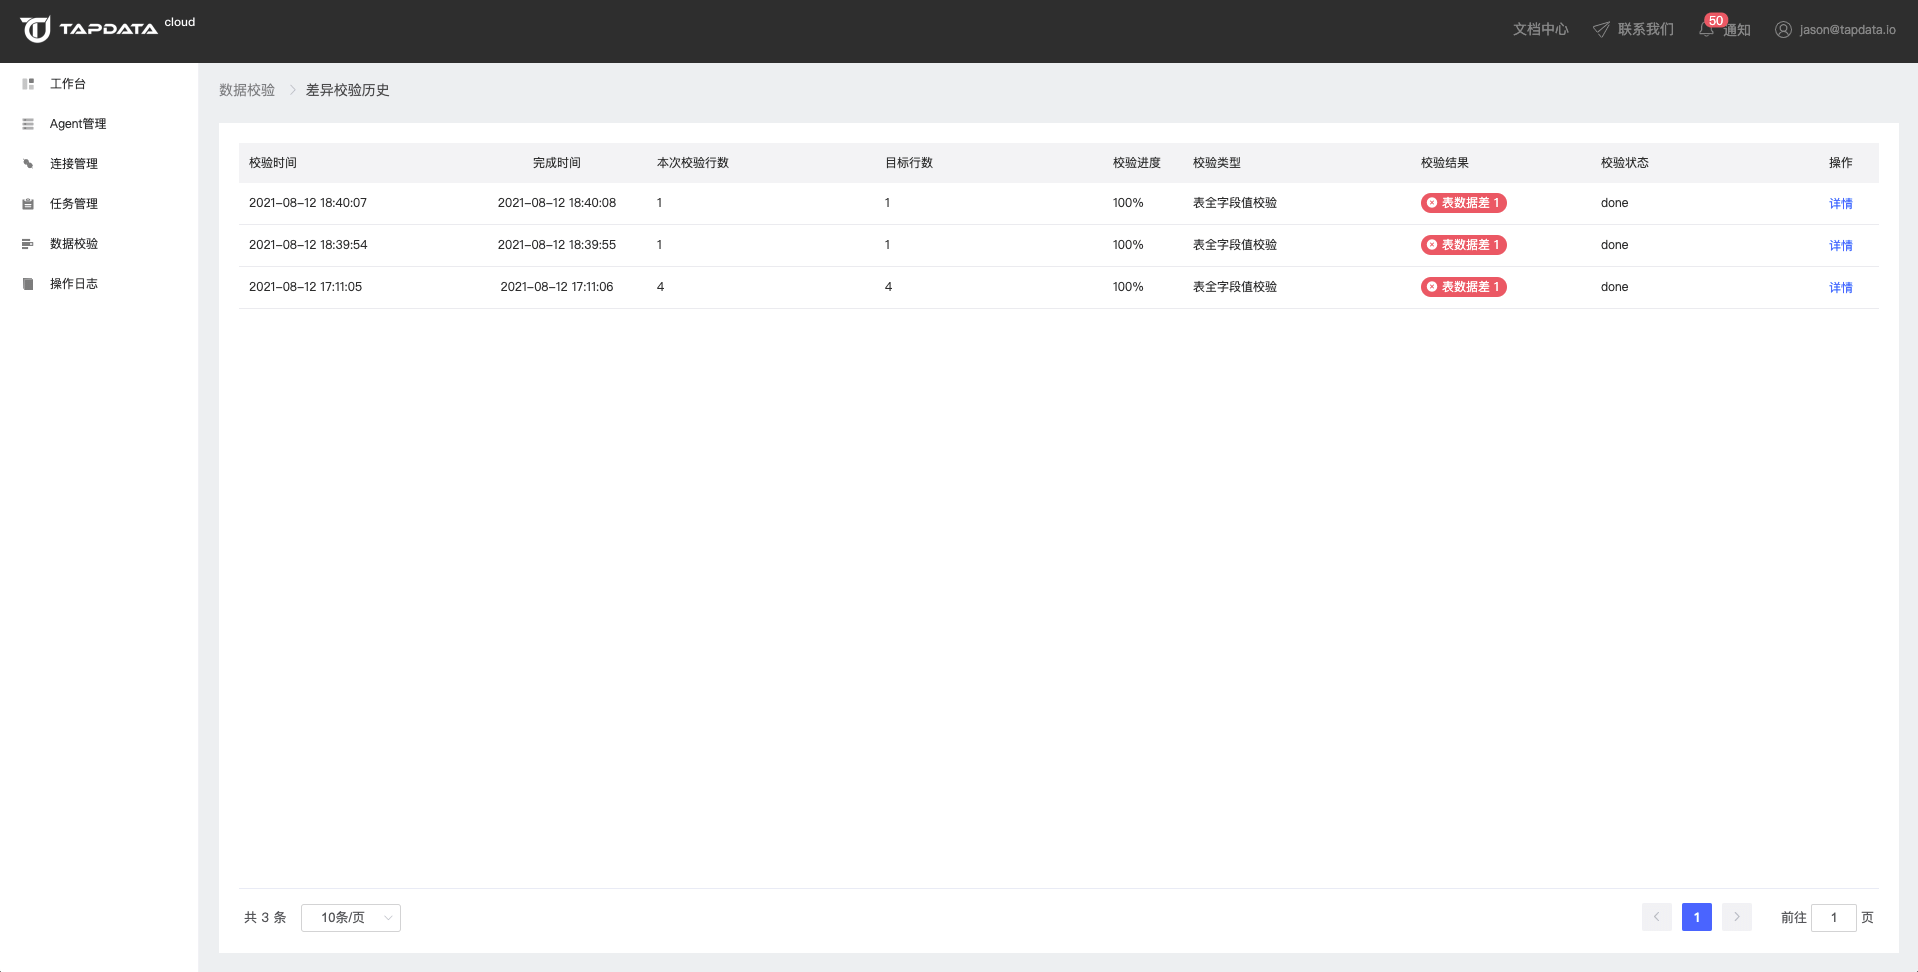 TAPDATA cloud
文档中心 联系我们 50 通知 jason@tapdata.io
工作台
Agent管理
连接管理
任务管理
数据校验
操作日志
数据校验 差异校验历史
校验时间 完成时间 本次校验行数 目标行数 校验进度 校验类型 校验结果 校验状态 操作
2021-08-12 18:40:07 2021-08-12 18:40:08 1 1 100% 表全字段值校验 表数据差 1 done 详情
2021-08-12 18:39:54 2021-08-12 18:39:55 1 1 100% 表全字段值校验 表数据差 1 done 详情
2021-08-12 17:11:05 2021-08-12 17:11:06 4 4 100% 表全字段值校验 表数据差 1 done 详情
共 3 条 10条/页 1 前往 1 页